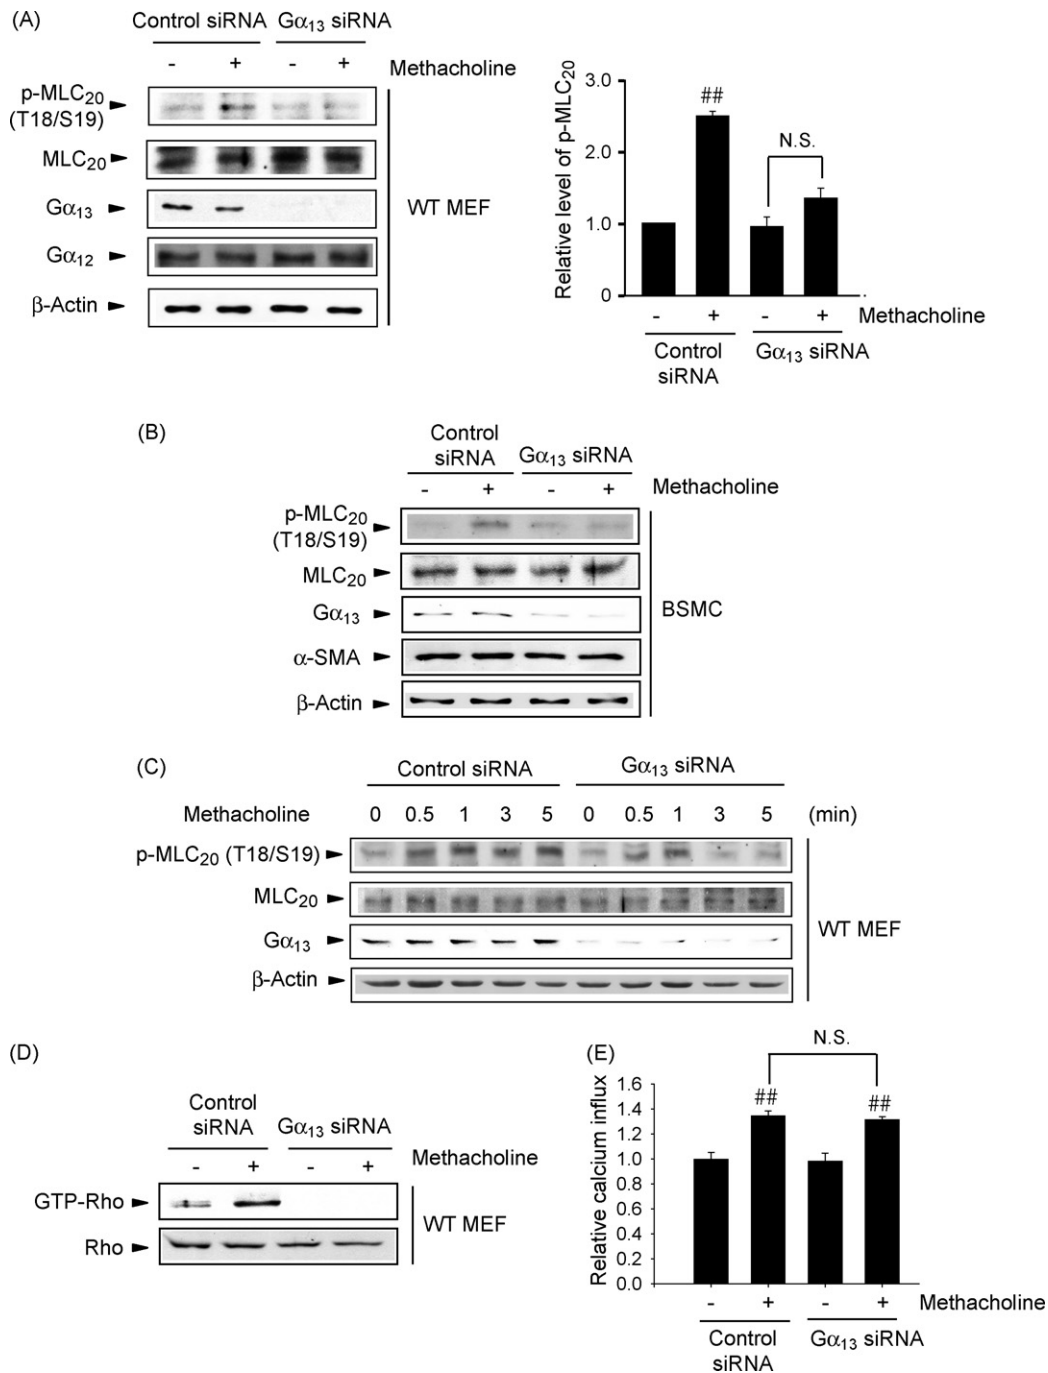 (A)
Control siRNA Gα13 siRNA
- + - + Methacholine
p-MLC20
(T18/S19)
MLC20
Gα13
WT MEF
Gα12
β-Actin
Relative level of p-MLC20
3.0
2.0
1.0
0
##
N.S.
- + - + Methacholine
Control
siRNA
Gα13 siRNA
(B)
Control
siRNA
Gα13 siRNA
- + - + Methacholine
p-MLC20
(T18/S19)
MLC20
Gα13
BSMC
α-SMA
β-Actin
(C)
Control siRNA Gα13 siRNA
Methacholine 0 0.5 1 3 5 0 0.5 1 3 5 (min)
p-MLC20 (T18/S19)
MLC20
Gα13
WT MEF
β-Actin
(D)
Control
siRNA
Gα13 siRNA
- + - + Methacholine
GTP-Rho
WT MEF
Rho
(E)
N.S.
Relative calcium influx
1.6
1.4
1.2
1.0
0.8
0.6
0.4
0.2
0.0
## ##
- + - + Methacholine
Control
siRNA
Gα13 siRNA